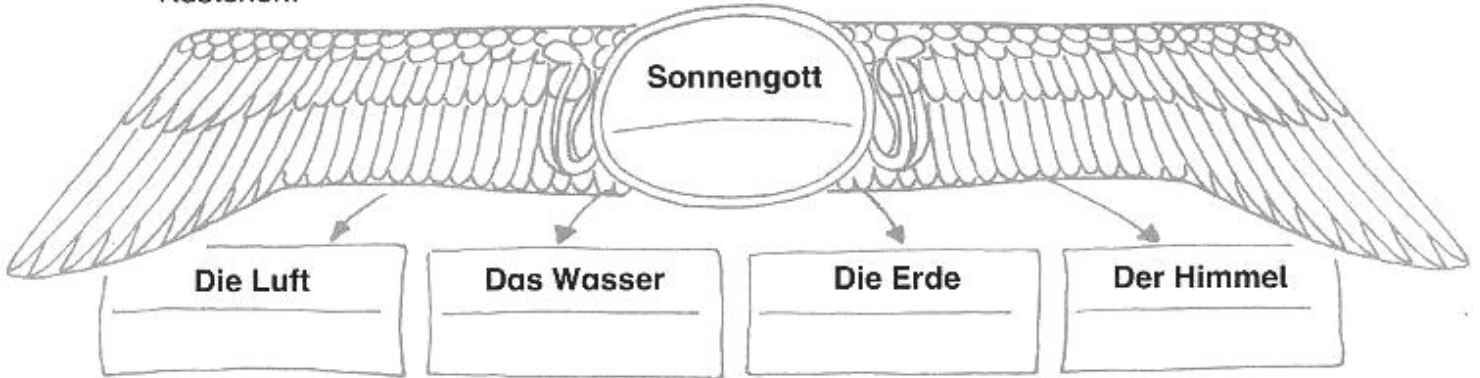 Sonnengott
Die Luft
Das Wasser
Die Erde
Der Himmel